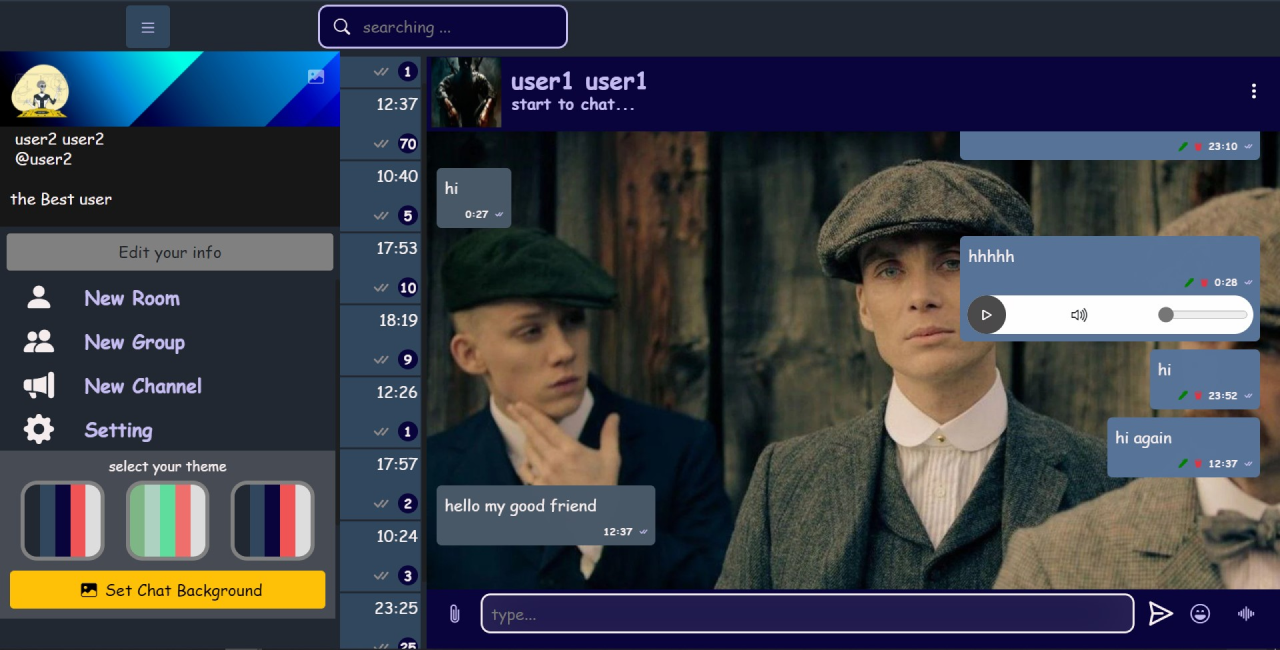 searching ...
user2 user2
@user2
the Best user
Edit your info
New Room
New Group
New Channel
Setting
select your theme
Set Chat Background
1
12:37
70
10:40
5
17:53
10
18:19
9
12:26
1
17:57
2
10:24
3
23:25
25
user1 user1
start to chat...
23:10
hi
0:27
hhhhh
0:28
hi
23:52
hi again
12:37
hello my good friend
12:37
type...